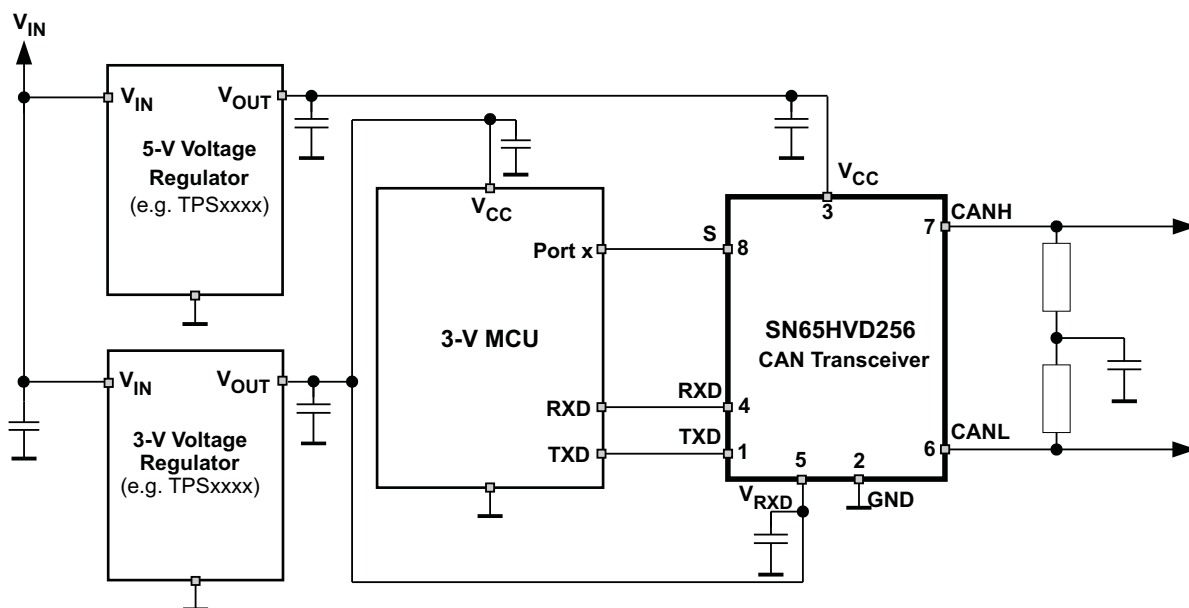 VIN
VIN
VOUT
5-V Voltage
Regulator
(e.g. TPSxxxx)
VIN
VOUT
3-V Voltage
Regulator
(e.g. TPSxxxx)
VCC
Port x
3-V MCU
RXD
TXD
S
RXD
TXD
VCC
3
8
7
CANH
SN65HVD256
CAN Transceiver
4
1
6
CANL
5
2
VRXD
GND